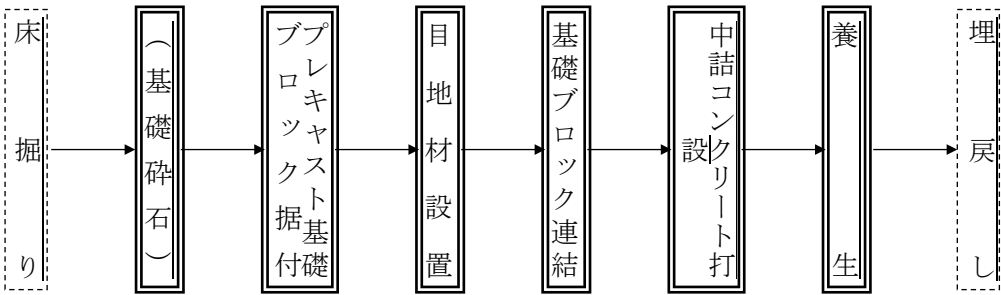 床掘り
（基礎砕石）
プレキャスト基礎
ブロック据付
目地材設置
基礎ブロック連結
中詰コンクリート打
設
養生
埋戻し